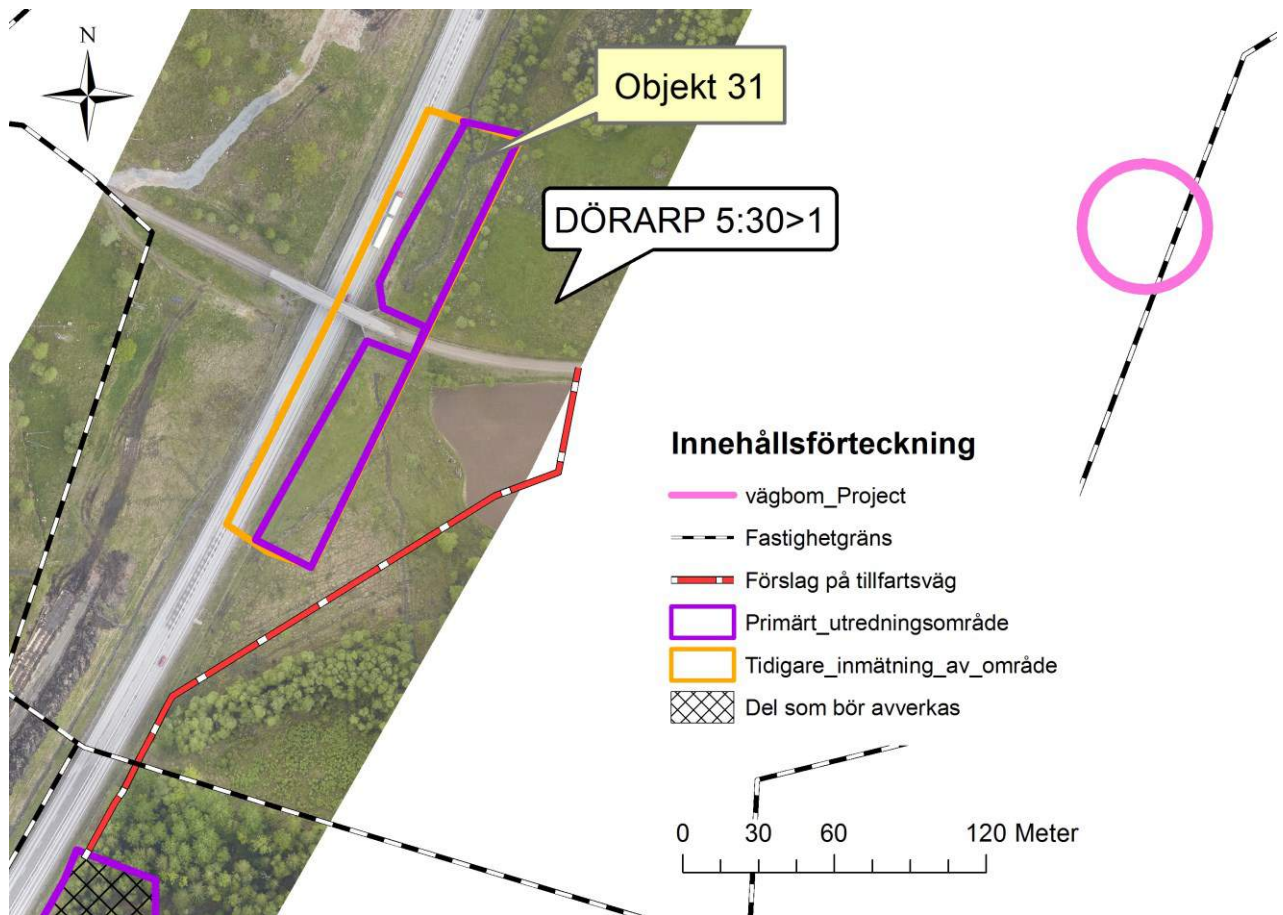 N
Objekt 31
DÖRARP 5:30>1
Innehållsförteckning
vägbom_Project
Fastighetgräns
Förslag på tillfartsväg
Primärt_utredningsområde
Tidigare_inmätning_av_område
Del som bör avverkas
0 30 60 120 Meter